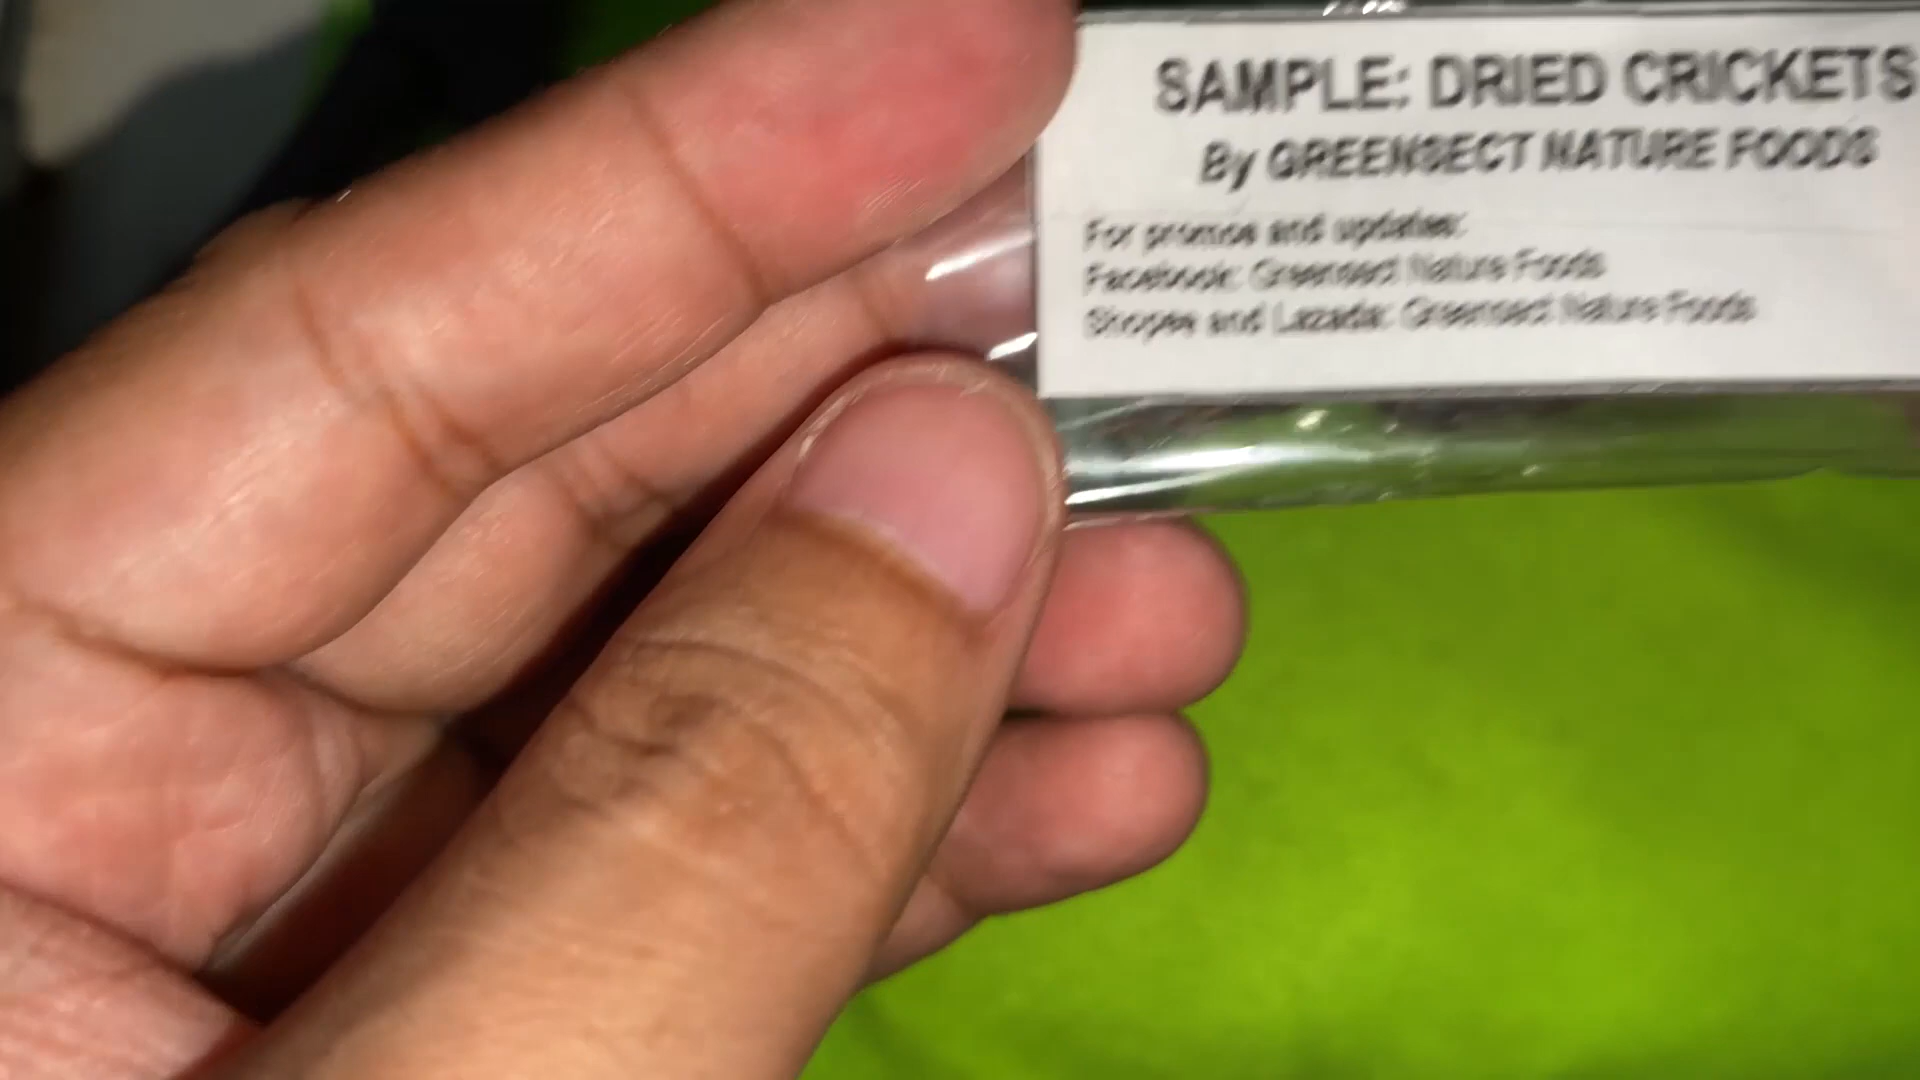 SAMPLE: DRIED CRICKETS
By GREENSECT NATURE FOODS
For promos and updates:
Facebook: Greensect Nature Foods
Shopee and Lazada: Greensect Nature Foods